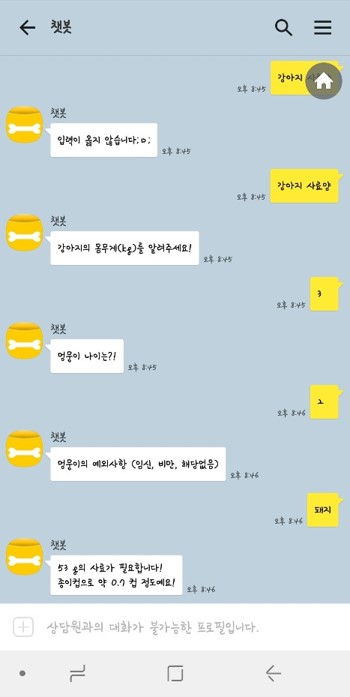 챗봇
강아지
오후 8:45
챗봇
입력이 옳지 않습니다;ㅁ;
오후 8:45
강아지 사료양
오후 8:45
챗봇
강아지의 몸무게(kg)를 알려주세요!
오후 8:45
3
오후 8:45
챗봇
멍뭉이 나이는?!
오후 8:45
2
오후 8:46
챗봇
멍뭉이의 예외사항 (임신, 비만, 해당없음)
오후 8:46
돼지
오후 8:46
챗봇
53 g의 사료가 필요합니다!
종이컵으로 약 0.7 컵 정도예요!
오후 8:46
상담원과의 대화가 불가능한 프로필입니다.